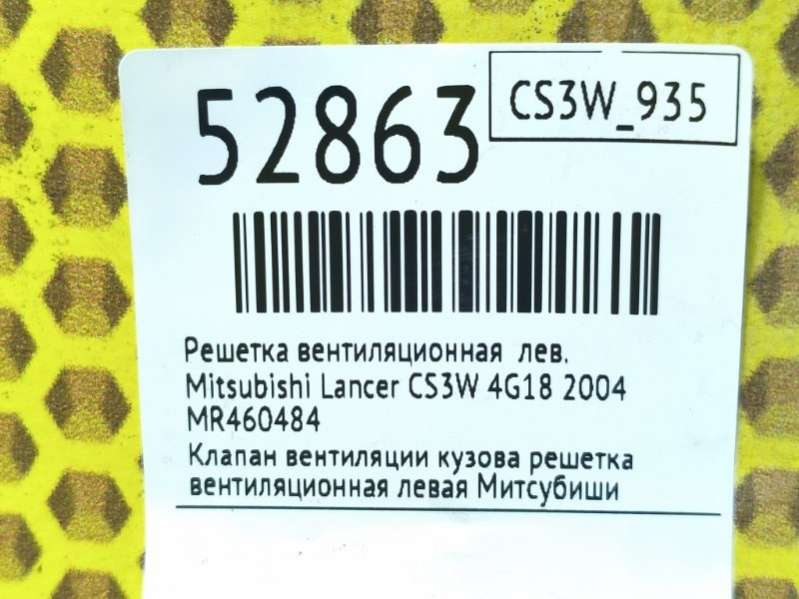 52863
CS3W_935
Решетка вентиляционная лев.
Mitsubishi Lancer CS3W 4G18 2004
MR460484
Клапан вентиляции кузова решетка
вентиляционная левая Митсубиши